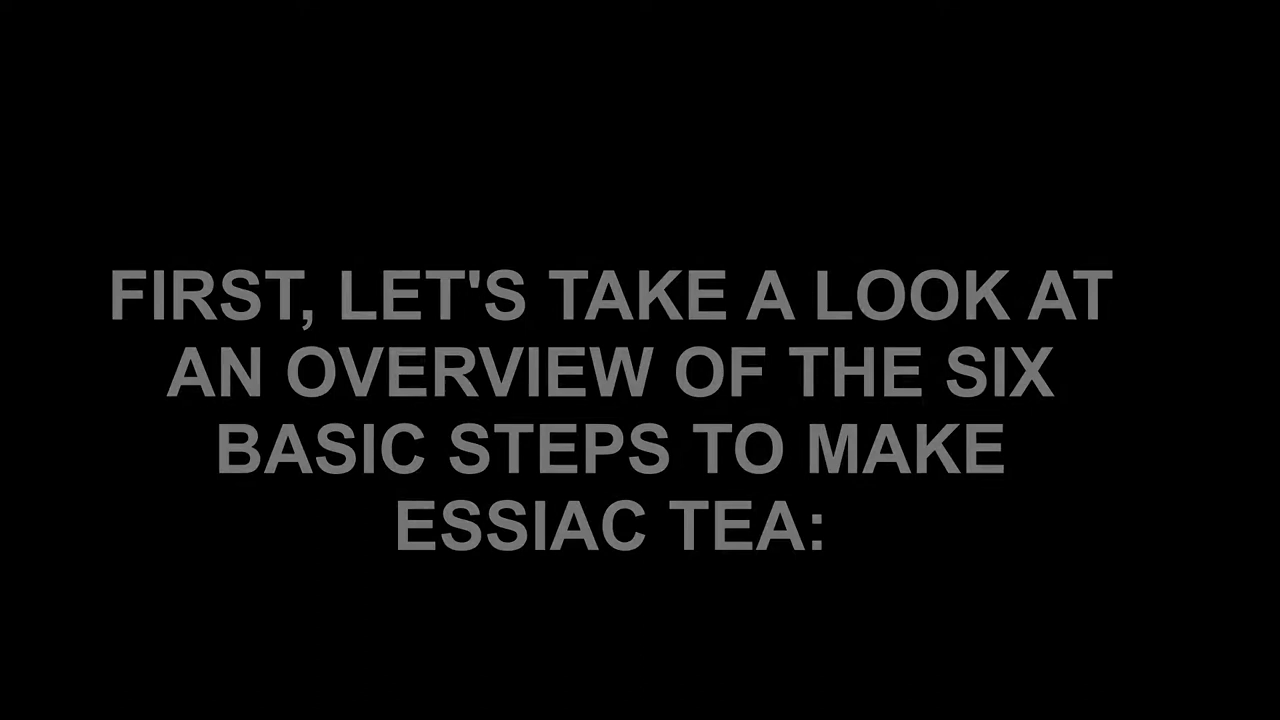 FIRST, LET'S TAKE A LOOK AT
AN OVERVIEW OF THE SIX
BASIC STEPS TO MAKE
ESSIAC TEA: